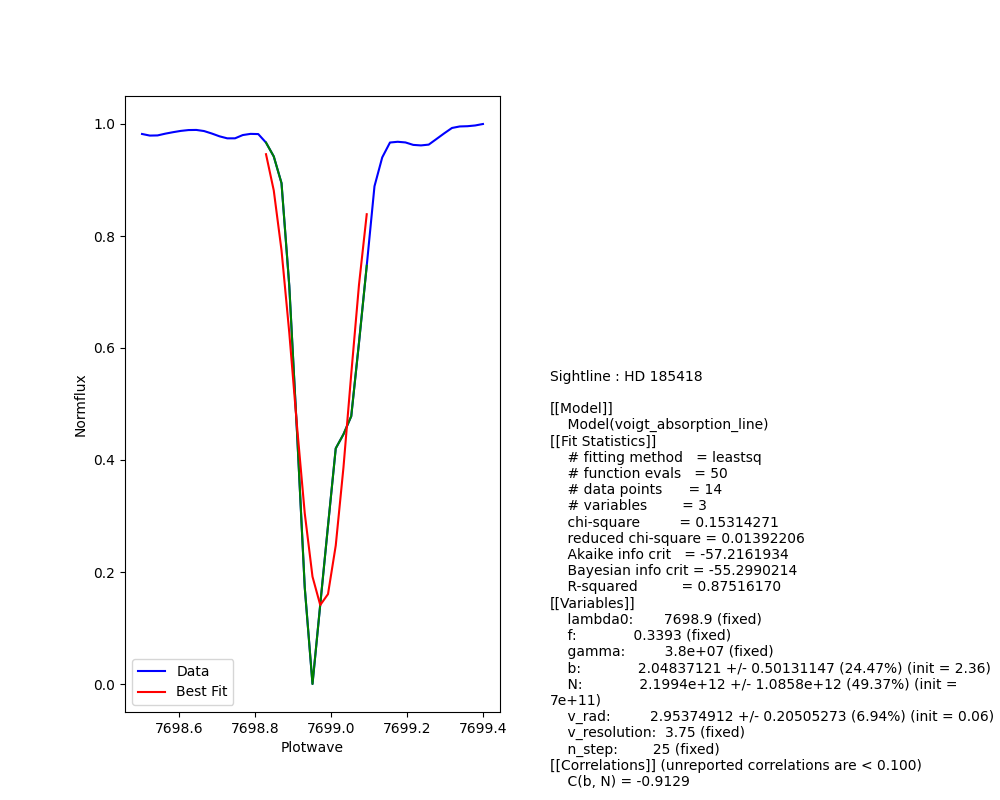 1.0
0.8
0.6
0.4
0.2
0.0
Normflux
Data
Best Fit
7698.6 7698.8 7699.0 7699.2 7699.4
Plotwave
Sightline : HD 185418
[[Model]]
Model(voigt_absorption_line)
[[Fit Statistics]]
# fitting method = leastsq
# function evals = 50
# data points = 14
# variables = 3
chi-square = 0.15314271
reduced chi-square = 0.01392206
Akaike info crit = -57.2161934
Bayesian info crit = -55.2990214
R-squared = 0.87516170
[[Variables]]
lambda0: 7698.9 (fixed)
f: 0.3393 (fixed)
gamma: 3.8e+07 (fixed)
b: 2.04837121 +/- 0.50131147 (24.47%) (init = 2.36)
N: 2.1994e+12 +/- 1.0858e+12 (49.37%) (init =
7e+11)
v_rad: 2.95374912 +/- 0.20505273 (6.94%) (init = 0.06)
v_resolution: 3.75 (fixed)
n_step: 25 (fixed)
[[Correlations]] (unreported correlations are < 0.100)
C(b, N) = -0.9129